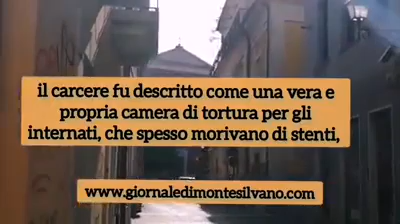 il carcere fu descritto come una vera e
propria camera di tortura per gli
internati, che spesso morivano di stenti,
www.giornaledimontesilvano.com